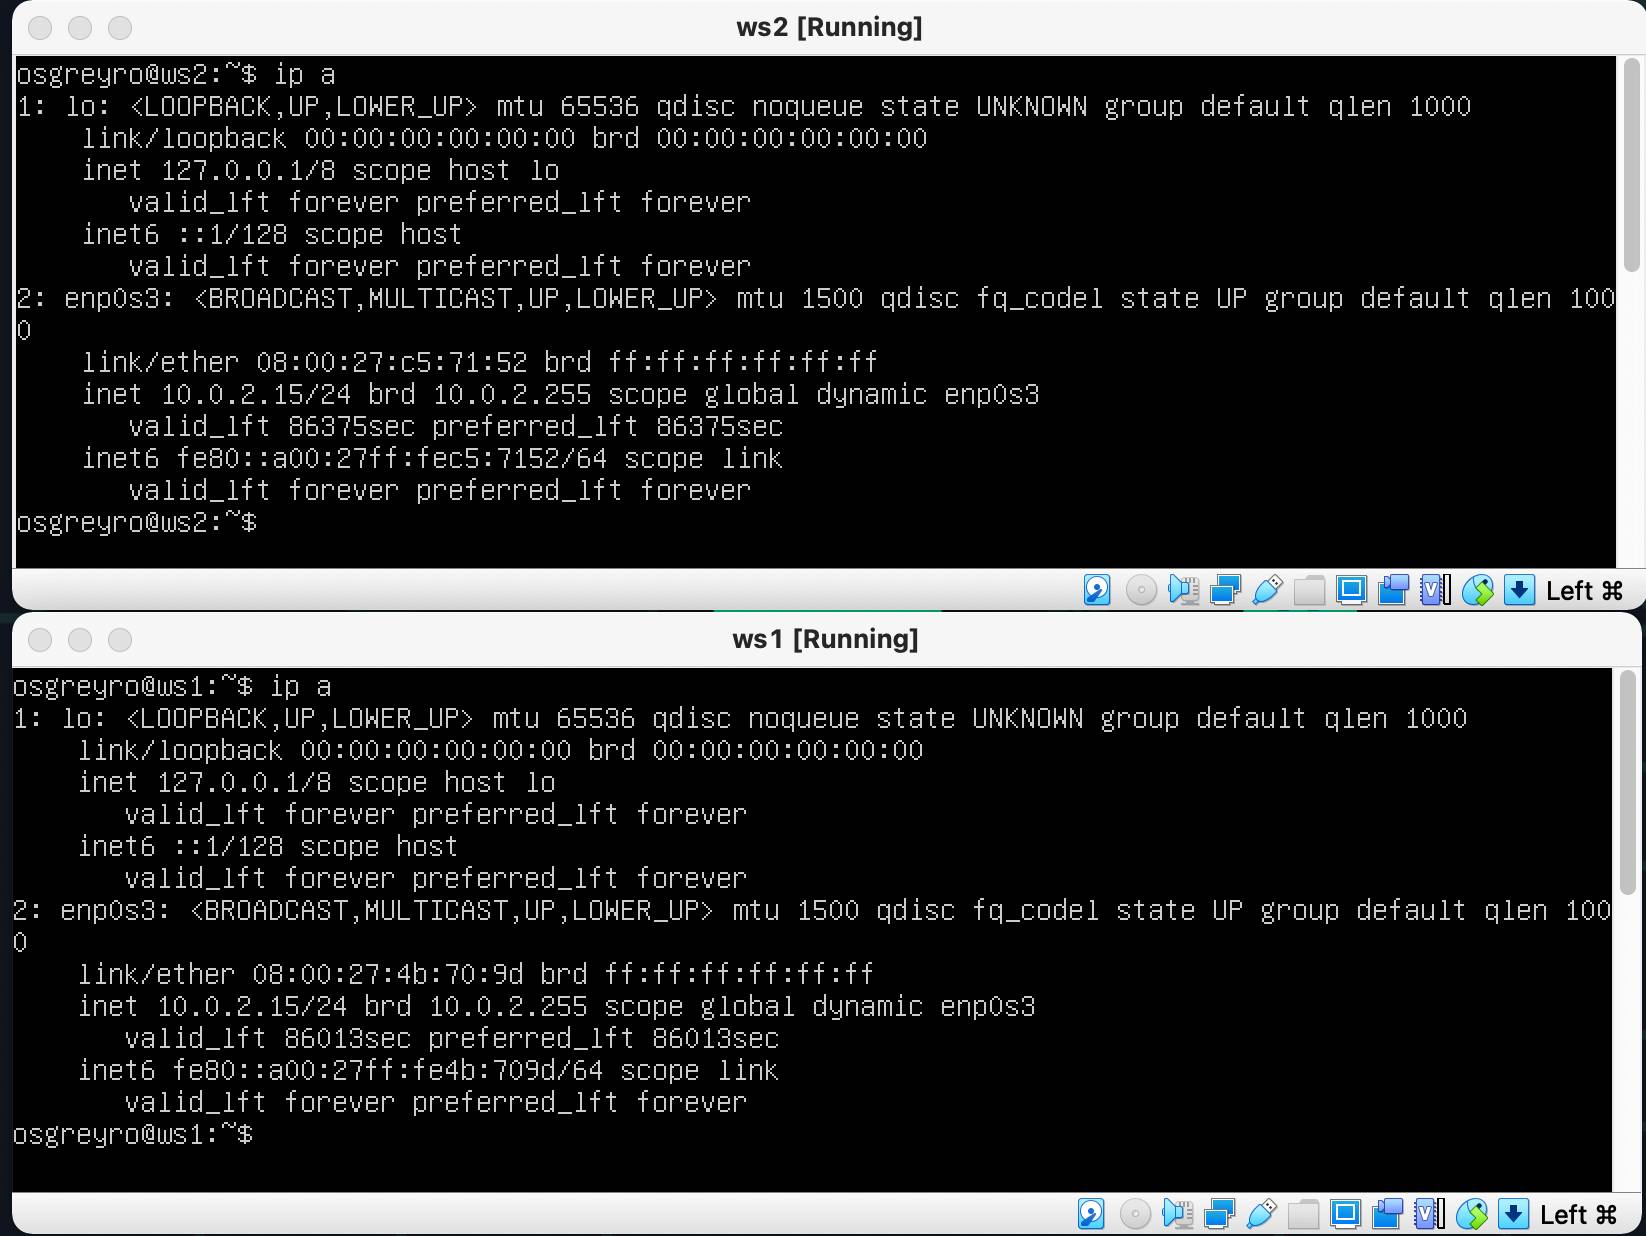 ws2 [Running]
osgreyro@ws2:~$ ip a
1: lo: <LOOPBACK,UP,LOWER_UP> mtu 65536 qdisc noqueue state UNKNOWN group default qlen 1000
    link/loopback 00:00:00:00:00:00 brd 00:00:00:00:00:00
    inet 127.0.0.1/8 scope host lo
       valid_lft forever preferred_lft forever
    inet6 ::1/128 scope host
       valid_lft forever preferred_lft forever
2: enp0s3: <BROADCAST,MULTICAST,UP,LOWER_UP> mtu 1500 qdisc fq_codel state UP group default qlen 100
0
    link/ether 08:00:27:c5:71:52 brd ff:ff:ff:ff:ff:ff
    inet 10.0.2.15/24 brd 10.0.2.255 scope global dynamic enp0s3
       valid_lft 86375sec preferred_lft 86375sec
    inet6 fe80::a00:27ff:fec5:7152/64 scope link
       valid_lft forever preferred_lft forever
osgreyro@ws2:~$
Left ⌘
ws1 [Running]
osgreyro@ws1:~$ ip a
1: lo: <LOOPBACK,UP,LOWER_UP> mtu 65536 qdisc noqueue state UNKNOWN group default qlen 1000
    link/loopback 00:00:00:00:00:00 brd 00:00:00:00:00:00
    inet 127.0.0.1/8 scope host lo
       valid_lft forever preferred_lft forever
    inet6 ::1/128 scope host
       valid_lft forever preferred_lft forever
2: enp0s3: <BROADCAST,MULTICAST,UP,LOWER_UP> mtu 1500 qdisc fq_codel state UP group default qlen 100
0
    link/ether 08:00:27:4b:70:9d brd ff:ff:ff:ff:ff:ff
    inet 10.0.2.15/24 brd 10.0.2.255 scope global dynamic enp0s3
       valid_lft 86013sec preferred_lft 86013sec
    inet6 fe80::a00:27ff:fe4b:709d/64 scope link
       valid_lft forever preferred_lft forever
osgreyro@ws1:~$
Left ⌘